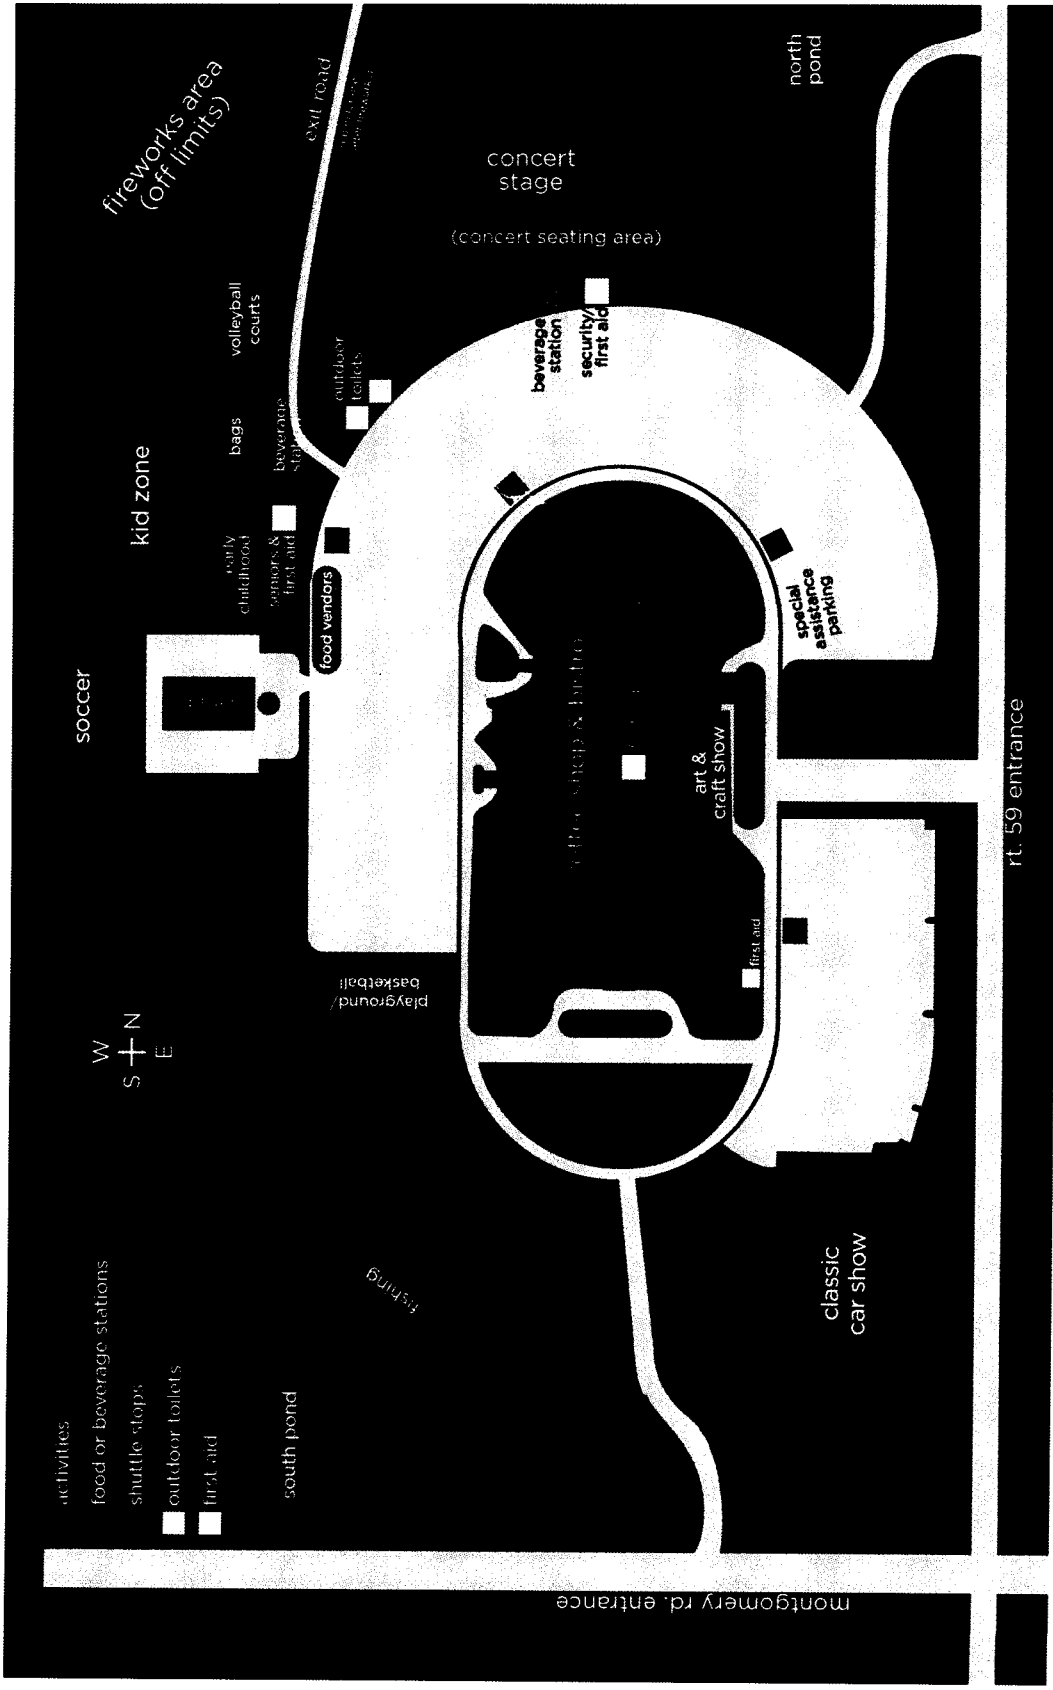 fireworks area
(off limits)
exit road
north
pond
concert
stage
(concert seating area)
volleyball
courts
outdoor
toilets
beverage
station
security/
first aid
bags
beverage
kid zone
early
childhood
seniors &
first aid
food vendors
special
assistance
parking
soccer
art &
craft show
rt. 59 entrance
first aid
playground/
basketball
W
S N
E
fishing
classic
car show
activities
food or beverage stations
shuttle stops
outdoor toilets
first aid
south pond
montgomery rd. entrance